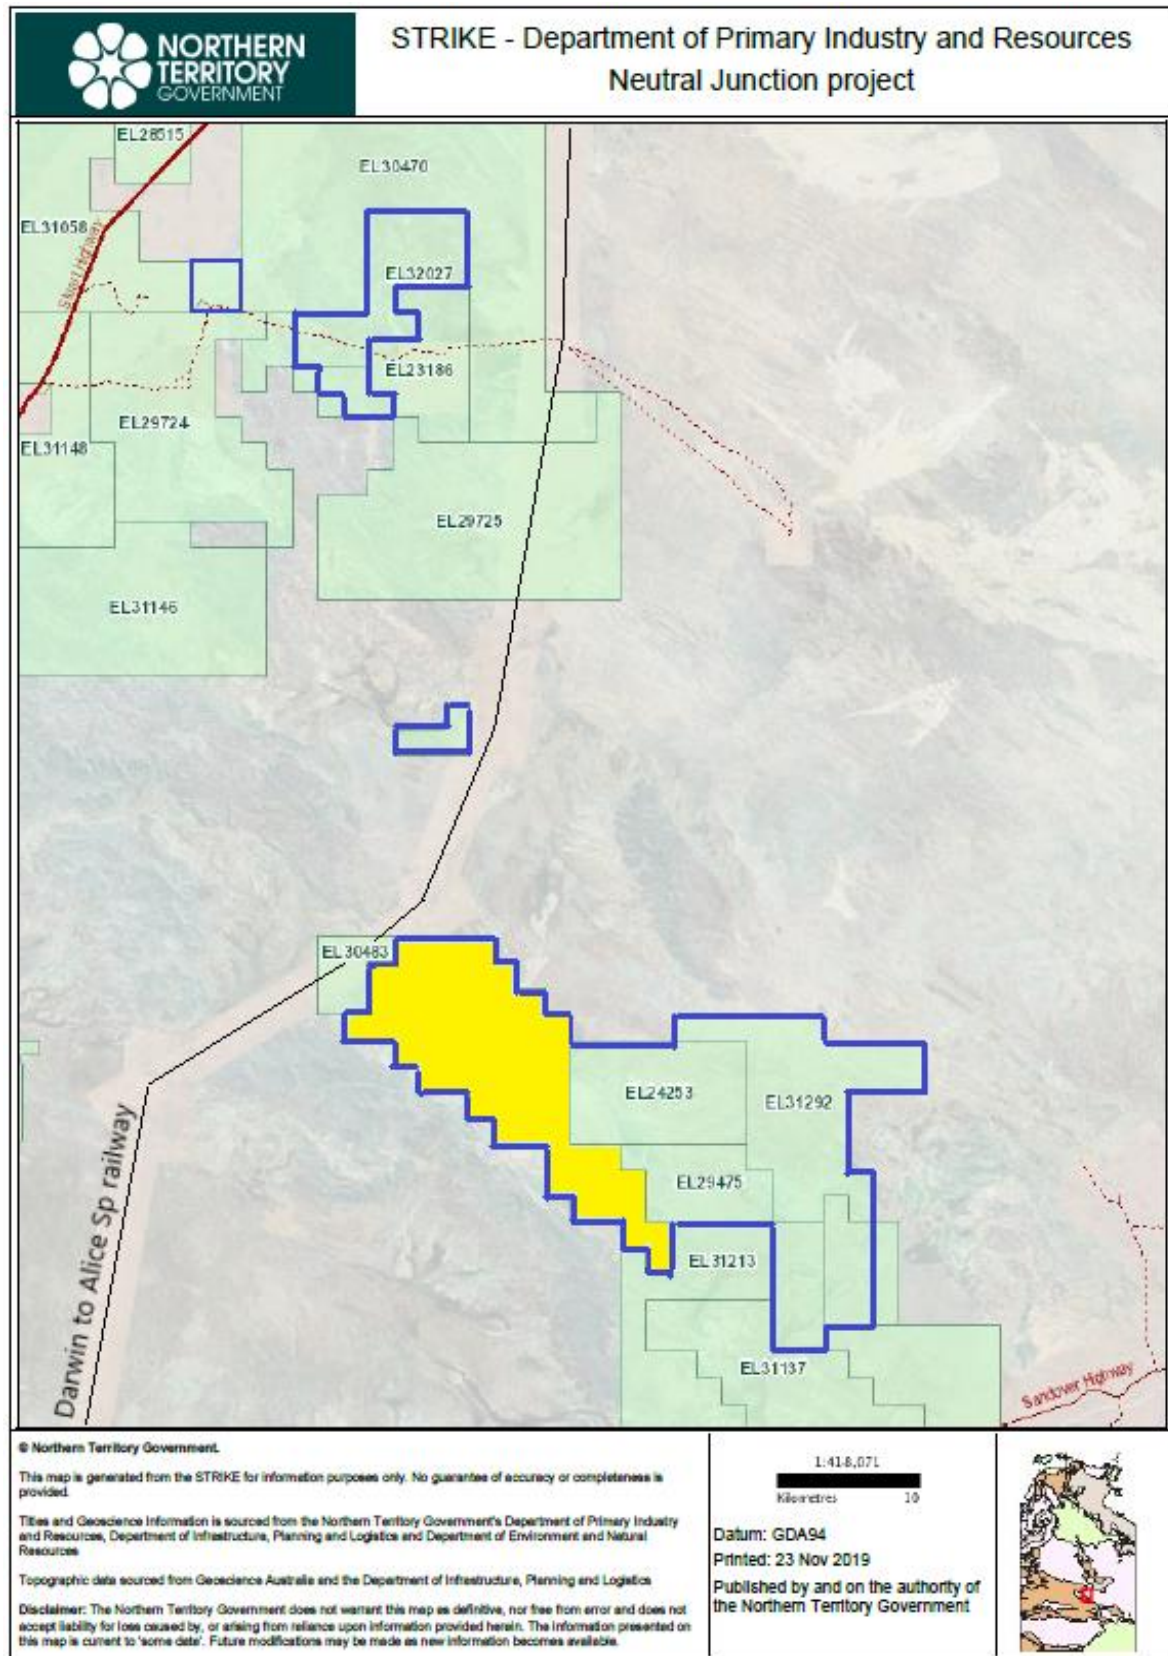 NORTHERN
TERRITORY
GOVERNMENT
STRIKE - Department of Primary Industry and Resources
Neutral Junction project
EL28515
EL30470
EL31058
Stuart Highway
EL32027
EL23186
EL29724
EL31148
EL29725
EL31146
EL30483
EL24253
EL31292
EL29475
EL31213
EL31137
Darwin to Alice Sp railway
Sandover Highway
© Northern Territory Government.
This map is generated from the STRIKE for information purposes only. No guarantee of accuracy or completeness is
provided.
Titles and Geoscience Information is sourced from the Northern Territory Government's Department of Primary Industry
and Resources, Department of Infrastructure, Planning and Logistics and Department of Environment and Natural
Resources
Topographic data sourced from Geoscience Australia and the Department of Infrastructure, Planning and Logistics
Disclaimer: The Northern Territory Government does not warrant this map as definitive, nor free from error and does not
accept liability for loss caused by, or arising from reliance upon information provided herein. The information presented on
this map is current to 'some date'. Future modifications may be made as new information becomes available.
1:418,071
Kilometres 10
Datum: GDA94
Printed: 23 Nov 2019
Published by and on the authority of
the Northern Territory Government